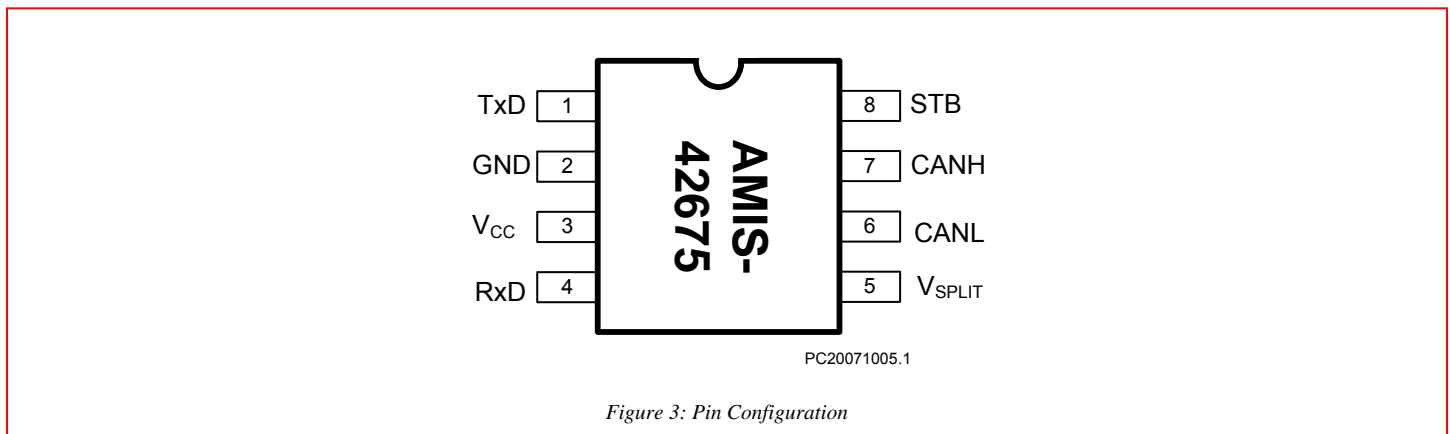 TxD 1
GND 2
VCC 3
RxD 4
AMIS-
42675
8 STB
7 CANH
6 CANL
5 VSPLIT
PC20071005.1
Figure 3: Pin Configuration